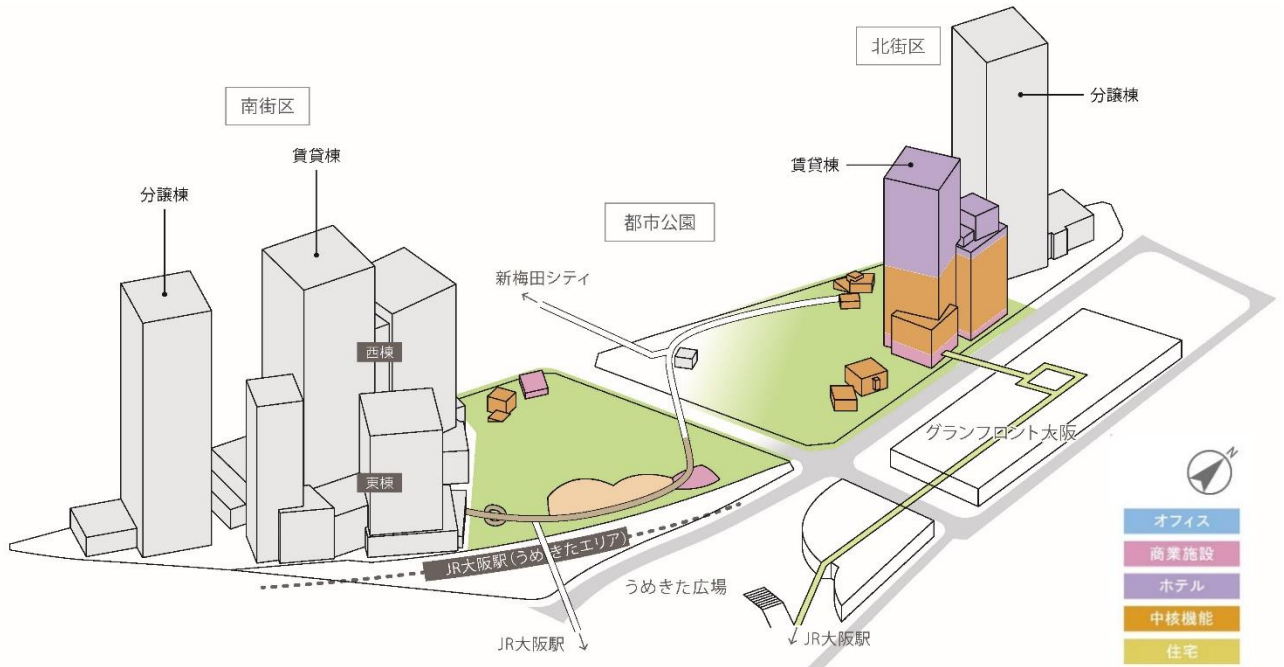 北街区
分譲棟
南街区
賃貸棟
分譲棟
賃貸棟
都市公園
新梅田シティ
西棟
東棟
グランフロント大阪
N
JR大阪駅(うめきたエリア)
うめきた広場
JR大阪駅
JR大阪駅
オフィス
商業施設
ホテル
中核機能
住宅